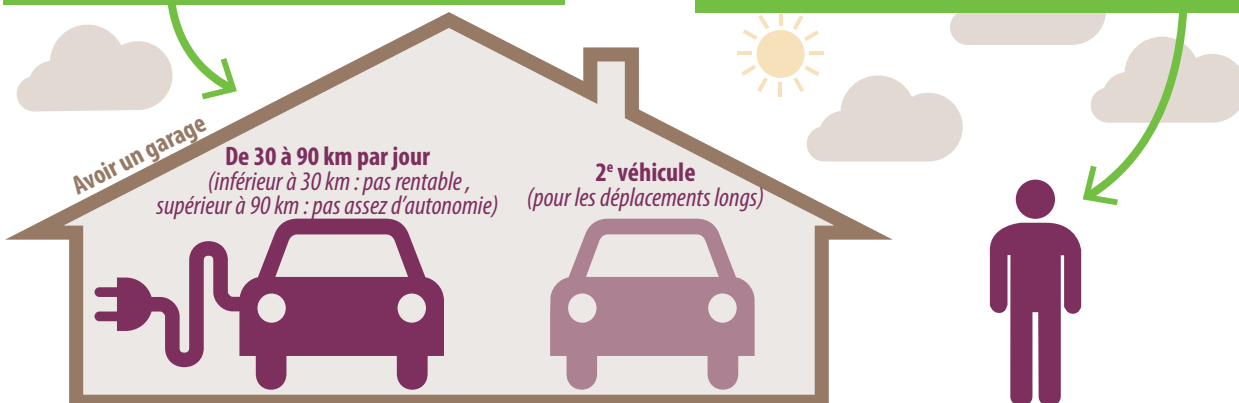 Avoir un garage
De 30 à 90 km par jour
(inférieur à 30 km : pas rentable ,
supérieur à 90 km : pas assez d'autonomie)
2e véhicule
(pour les déplacements longs)